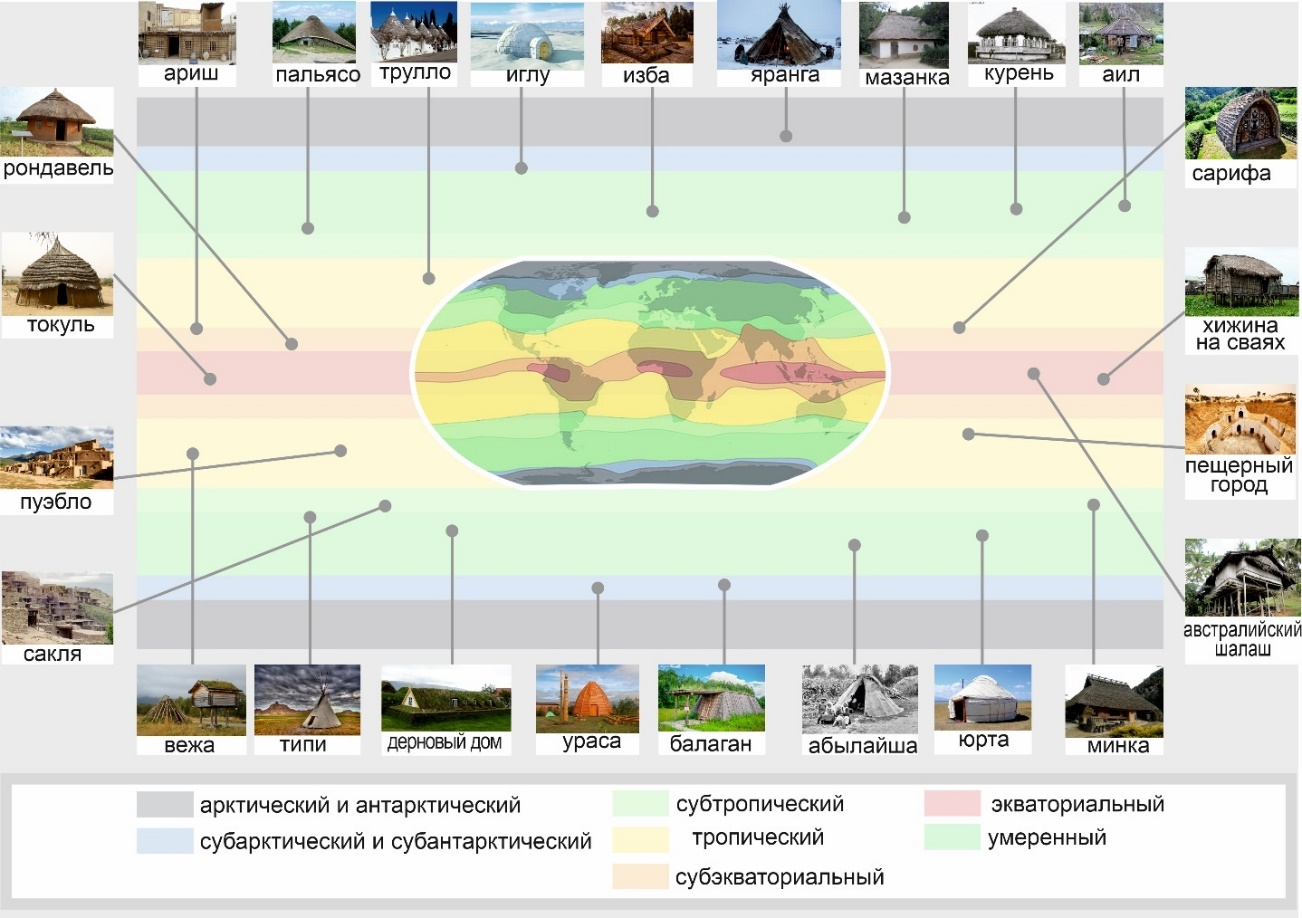 ариш
пальясо
трулло
иглу
изба
яранга
мазанка
курень
аил
рондавель
сарифа
токуль
хижина
на сваях
пуэбло
пещерный
город
сакля
австралийский
шалаш
вежа
типи
дерновый дом
ураса
балаган
абылайша
юрта
минка
арктический и антарктический
субарктический и субантарктический
субтропический
тропический
субэкваториальный
экваториальный
умеренный